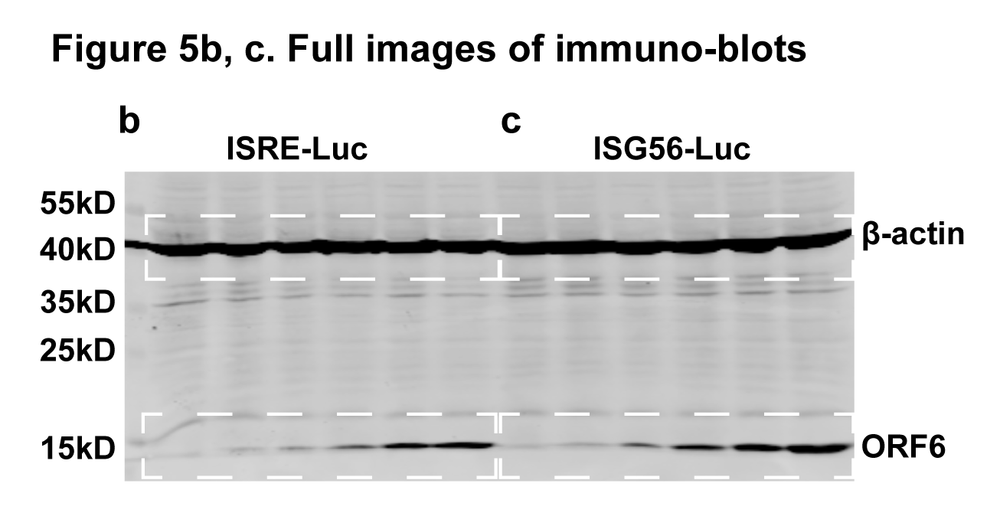 Figure 5b, c. Full images of immuno-blots
b
c
ISRE-Luc
ISG56-Luc
55kD
β-actin
40kD
35kD
25kD
15kD
ORF6